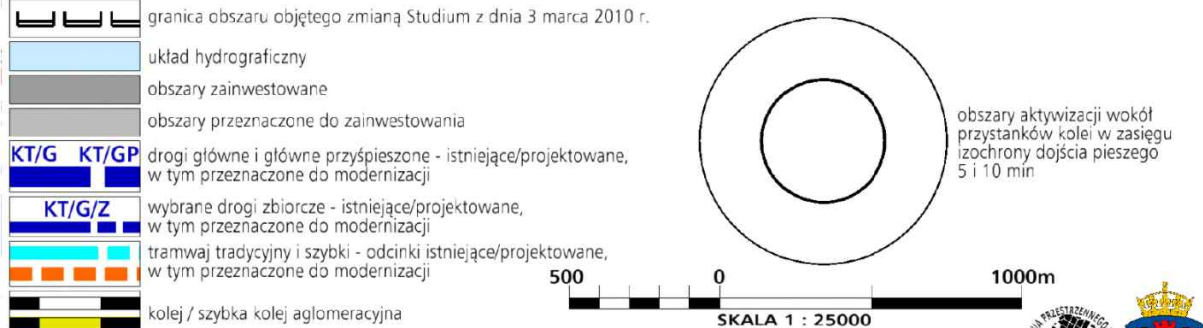 granica obszaru objętego zmianą Studium z dnia 3 marca 2010 r.
układ hydrograficzny
obszary zainwestowane
obszary przeznaczone do zainwestowania
KT/G KT/GP
drogi główne i główne przyśpieszone - istniejące/projektowane,
w tym przeznaczone do modernizacji
KT/G/Z
wybrane drogi zbiorcze - istniejące/projektowane,
w tym przeznaczone do modernizacji
tramwaj tradycyjny i szybki - odcinki istniejące/projektowane,
w tym przeznaczone do modernizacji
kolej / szybka kolej aglomeracyjna
obszary aktywizacji wokół
przystanków kolei w zasięgu
izochrony dojścia pieszego
5 i 10 min
500 0 1000m
SKALA 1 : 25000